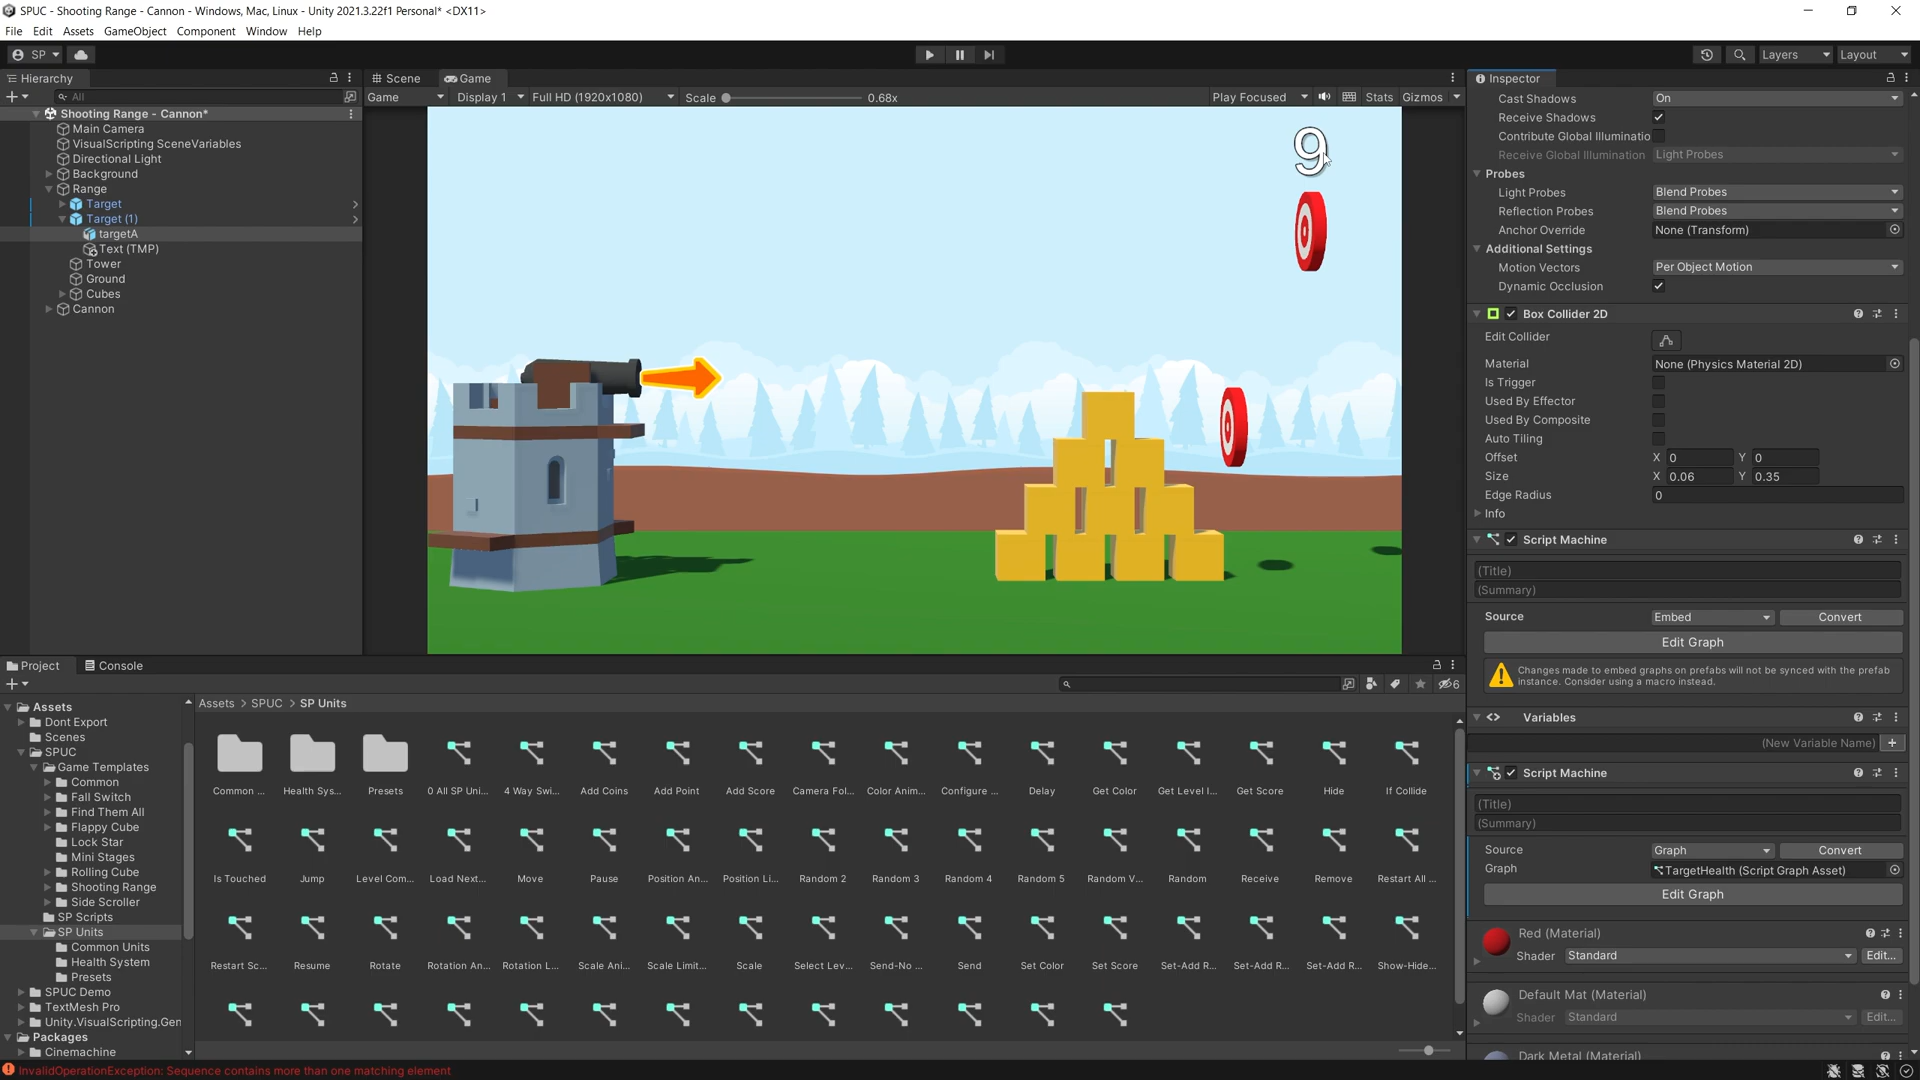 SPUC - Shooting Range - Cannon - Windows, Mac, Linux - Unity 2021.3.22f1 Personal* <DX11>
File Edit Assets GameObject Component Window Help
SP Layers Layout
Hierarchy
All
Shooting Range - Cannon*
Main Camera
VisualScripting SceneVariables
Directional Light
Background
Range
Target
Target (1)
targetA
Text (TMP)
Tower
Ground
Cubes
Cannon
Scene Game
Game Display 1 Full HD (1920x1080) Scale 0.68x Play Focused Stats Gizmos
9
Inspector
Cast Shadows On
Receive Shadows
Contribute Global Illuminatio
Receive Global Illumination Light Probes
Probes
Light Probes Blend Probes
Reflection Probes Blend Probes
Anchor Override None (Transform)
Additional Settings
Motion Vectors Per Object Motion
Dynamic Occlusion
Box Collider 2D
Edit Collider
Material None (Physics Material 2D)
Is Trigger
Used By Effector
Used By Composite
Auto Tiling
Offset X 0 Y 0
Size X 0.06 Y 0.35
Edge Radius 0
Info
Script Machine
(Title)
(Summary)
Source Embed Convert
Edit Graph
Changes made to embed graphs on prefabs will not be synced with the prefab
instance. Consider using a macro instead.
Variables
(New Variable Name)
Script Machine
(Title)
(Summary)
Source Graph Convert
Graph TargetHealth (Script Graph Asset)
Edit Graph
Red (Material)
Shader Standard Edit...
Default Mat (Material)
Shader Standard Edit...
Dark Metal (Material)
Project Console
6
Assets
Dont Export
Scenes
SPUC
Game Templates
Common
Fall Switch
Find Them All
Flappy Cube
Lock Star
Mini Stages
Rolling Cube
Shooting Range
Side Scroller
SP Scripts
SP Units
Common Units
Health System
Presets
SPUC Demo
TextMesh Pro
Unity.VisualScripting.Gen
Packages
Cinemachine
Assets > SPUC > SP Units
Common ... Health Sys... Presets 0 All SP Uni... 4 Way Swi... Add Coins Add Point Add Score Camera Fol... Color Anim... Configure ... Delay Get Color Get Level I... Get Score Hide If Collide
Is Touched Jump Level Com... Load Next... Move Pause Position An... Position Li... Random 2 Random 3 Random 4 Random 5 Random V... Random Receive Remove Restart All ...
Restart Sc... Resume Rotate Rotation An... Rotation L... Scale Ani... Scale Limit... Scale Select Lev... Send-No ... Send Set Color Set Score Set-Add R... Set-Add R... Set-Add R... Show-Hide...
InvalidOperationException: Sequence contains more than one matching element